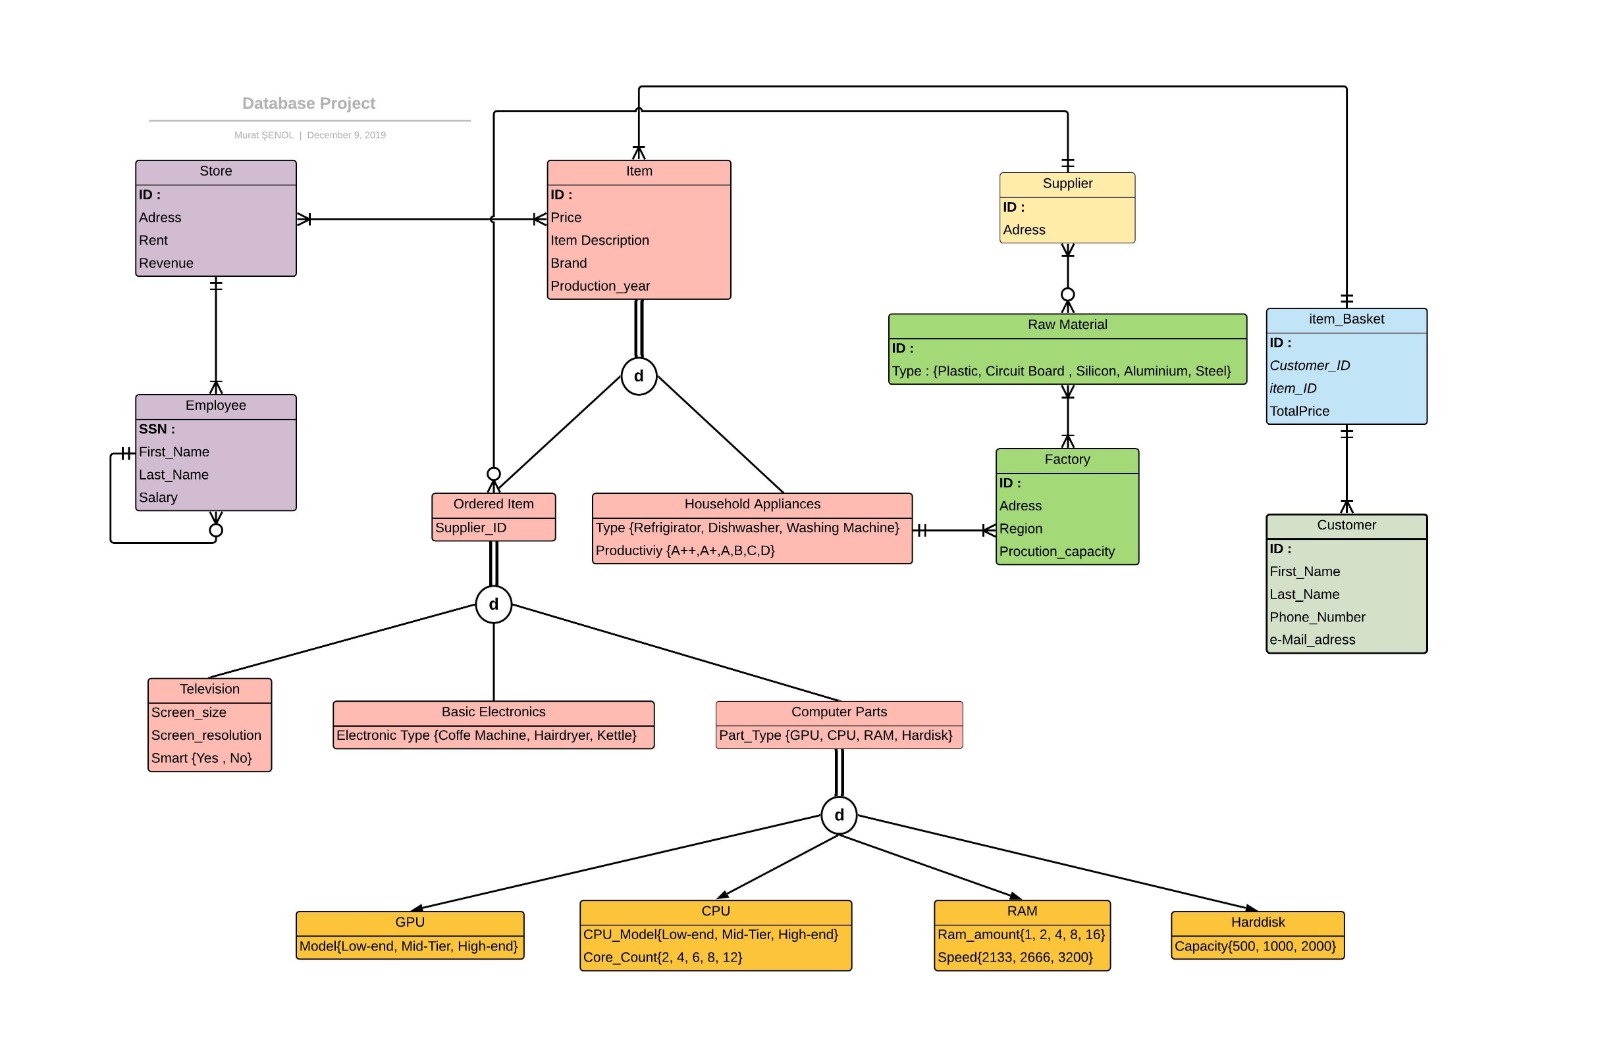 Database Project
Murat ŞENOL | December 9, 2019
Store
ID :
Adress
Rent
Revenue
Item
ID :
Price
Item Description
Brand
Production_year
Supplier
ID :
Adress
Raw Material
ID :
Type : {Plastic, Circuit Board , Silicon, Aluminium, Steel}
item_Basket
ID :
Customer_ID
item_ID
TotalPrice
d
Employee
SSN :
First_Name
Last_Name
Salary
Ordered Item
Supplier_ID
Household Appliances
Type {Refrigirator, Dishwasher, Washing Machine}
Productiviy {A++,A+,A,B,C,D}
Factory
ID :
Adress
Region
Procution_capacity
Customer
ID :
First_Name
Last_Name
Phone_Number
e-Mail_adress
d
Television
Screen_size
Screen_resolution
Smart {Yes , No}
Basic Electronics
Electronic Type {Coffe Machine, Hairdryer, Kettle}
Computer Parts
Part_Type {GPU, CPU, RAM, Hardisk}
d
GPU
Model{Low-end, Mid-Tier, High-end}
CPU
CPU_Model{Low-end, Mid-Tier, High-end}
Core_Count{2, 4, 6, 8, 12}
RAM
Ram_amount{1, 2, 4, 8, 16}
Speed{2133, 2666, 3200}
Harddisk
Capacity{500, 1000, 2000}